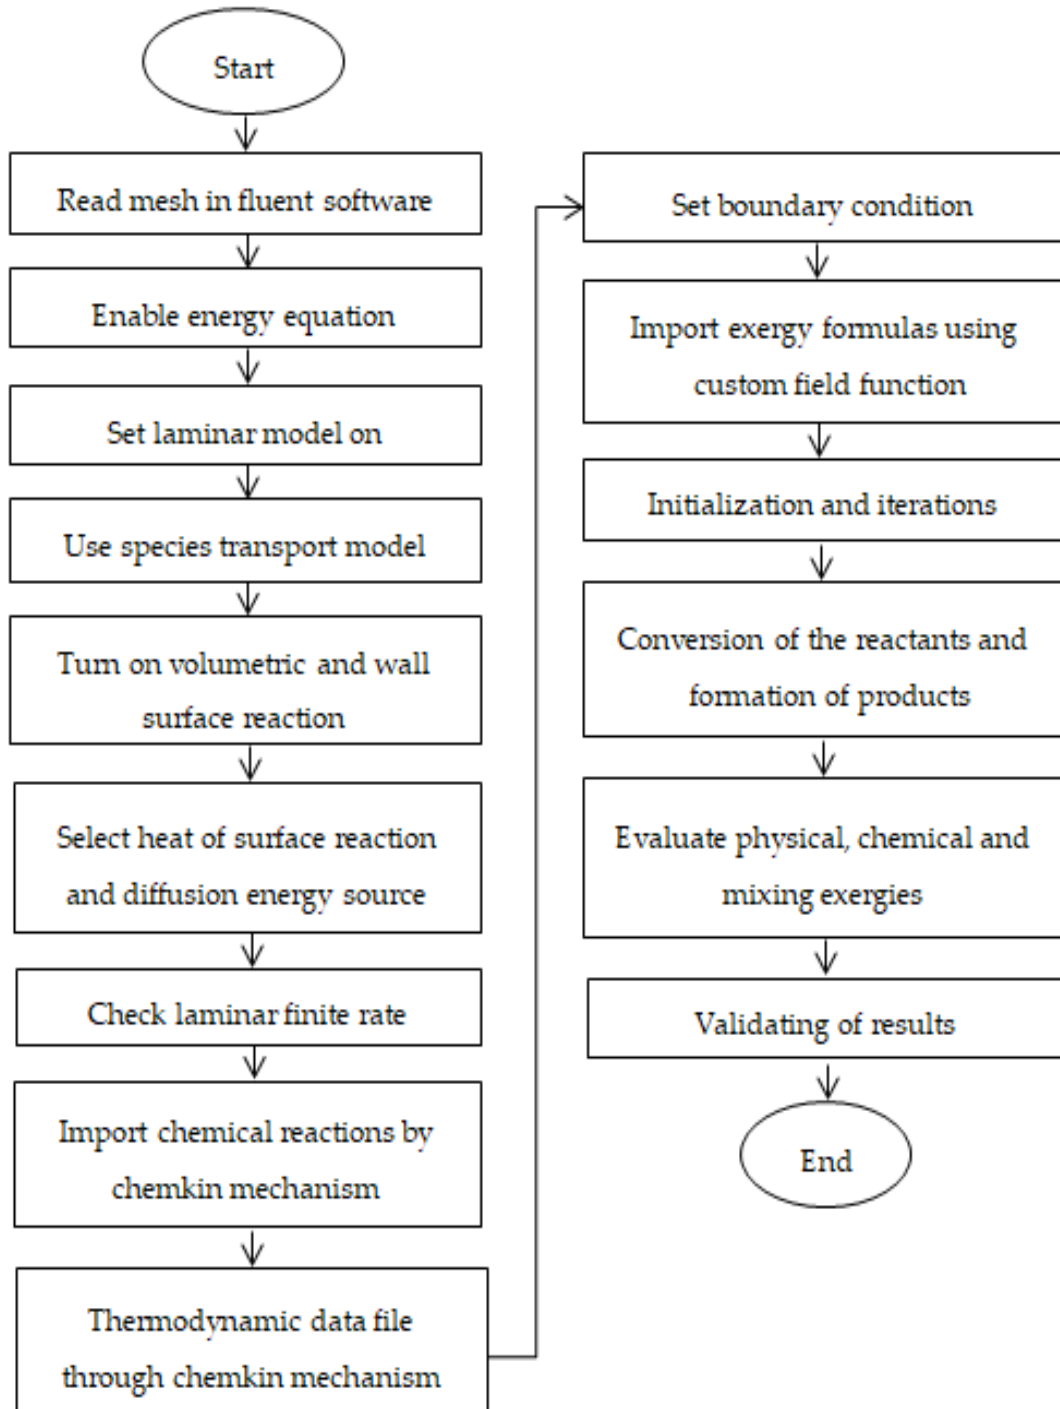 Start
Read mesh in fluent software
Enable energy equation
Set laminar model on
Use species transport model
Turn on volumetric and wall
surface reaction
Select heat of surface reaction
and diffusion energy source
Check laminar finite rate
Import chemical reactions by
chemkin mechanism
Thermodynamic data file
through chemkin mechanism
Set boundary condition
Import exergy formulas using
custom field function
Initialization and iterations
Conversion of the reactants and
formation of products
Evaluate physical, chemical and
mixing exergies
Validating of results
End